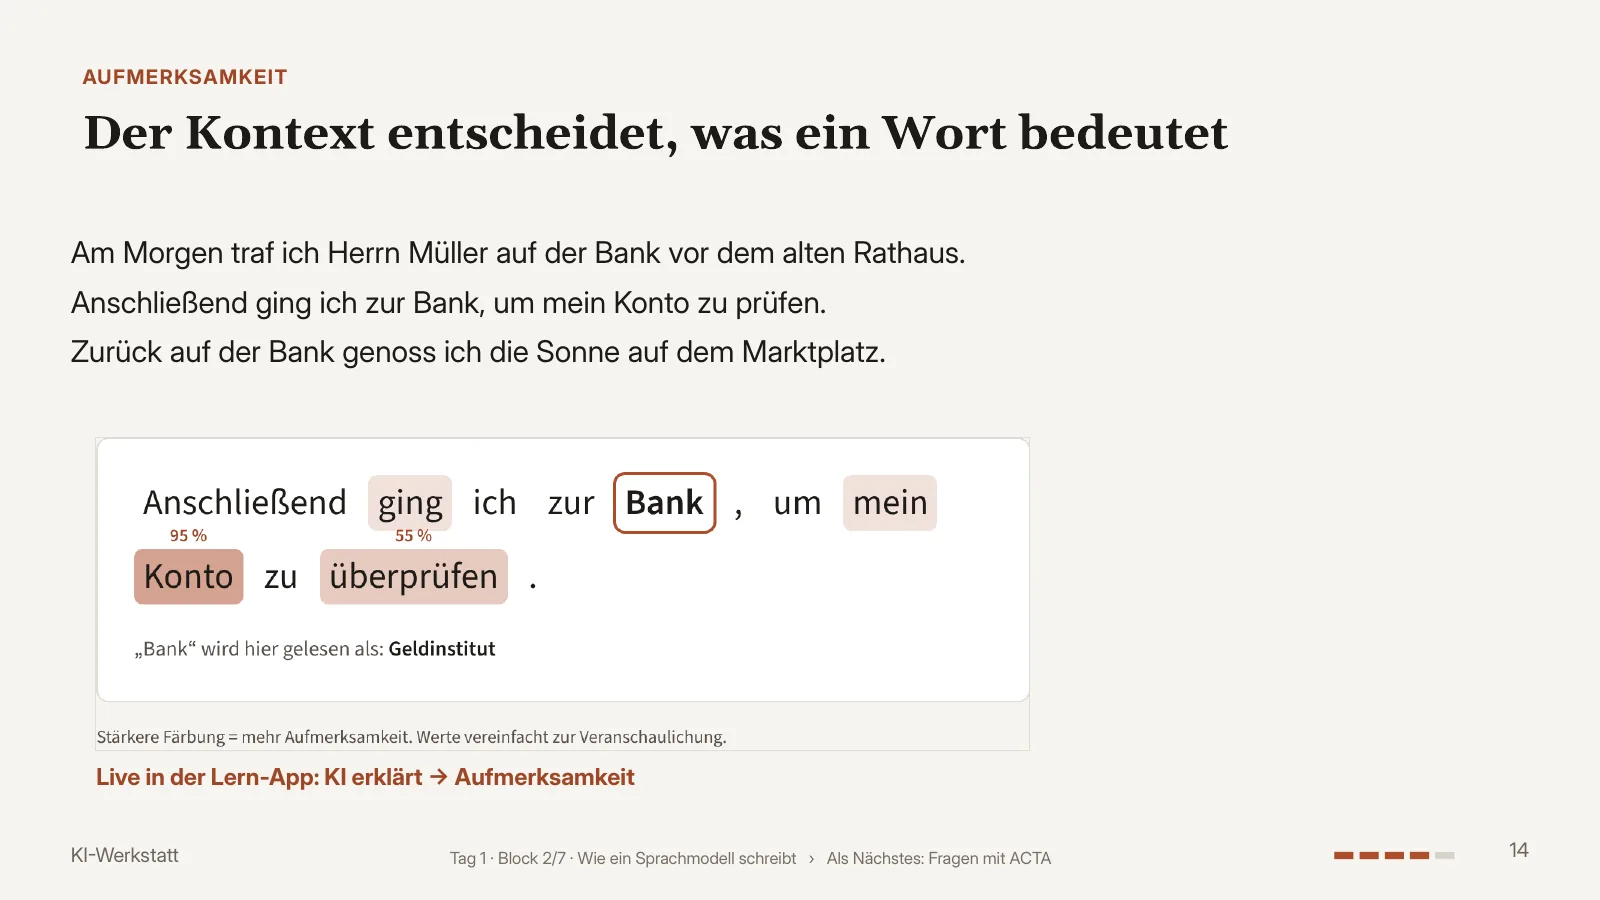 AUFMERKSAMKEIT
Der Kontext entscheidet, was ein Wort bedeutet
Am Morgen traf ich Herrn Müller auf der Bank vor dem alten Rathaus.
Anschließend ging ich zur Bank, um mein Konto zu prüfen.
Zurück auf der Bank genoss ich die Sonne auf dem Marktplatz.
Anschließend ging ich zur Bank , um mein
95 % 55 %
Konto zu überprüfen .
„Bank“ wird hier gelesen als: Geldinstitut
Stärkere Färbung = mehr Aufmerksamkeit. Werte vereinfacht zur Veranschaulichung.
Live in der Lern-App: KI erklärt → Aufmerksamkeit
KI-Werkstatt
Tag 1 · Block 2/7 · Wie ein Sprachmodell schreibt › Als Nächstes: Fragen mit ACTA
14